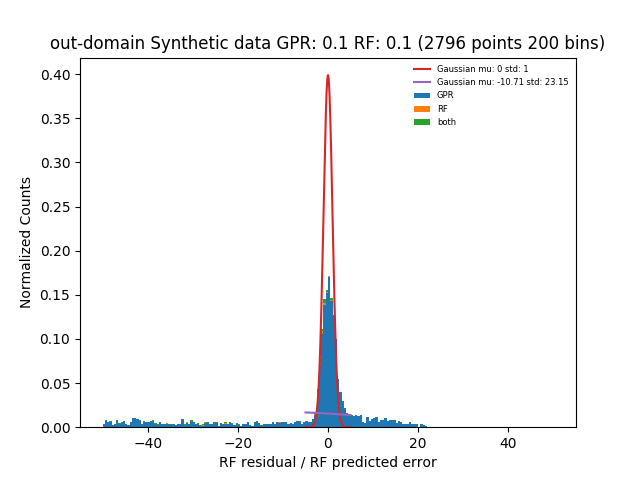 out-domain Synthetic data GPR: 0.1 RF: 0.1 (2796 points 200 bins)
Gaussian mu: 0 std: 1
Gaussian mu: -10.71 std: 23.15
GPR
RF
both
0.40
0.35
0.30
0.25
0.20
0.15
0.10
0.05
0.00
Normalized Counts
−40
−20
0
20
40
RF residual / RF predicted error